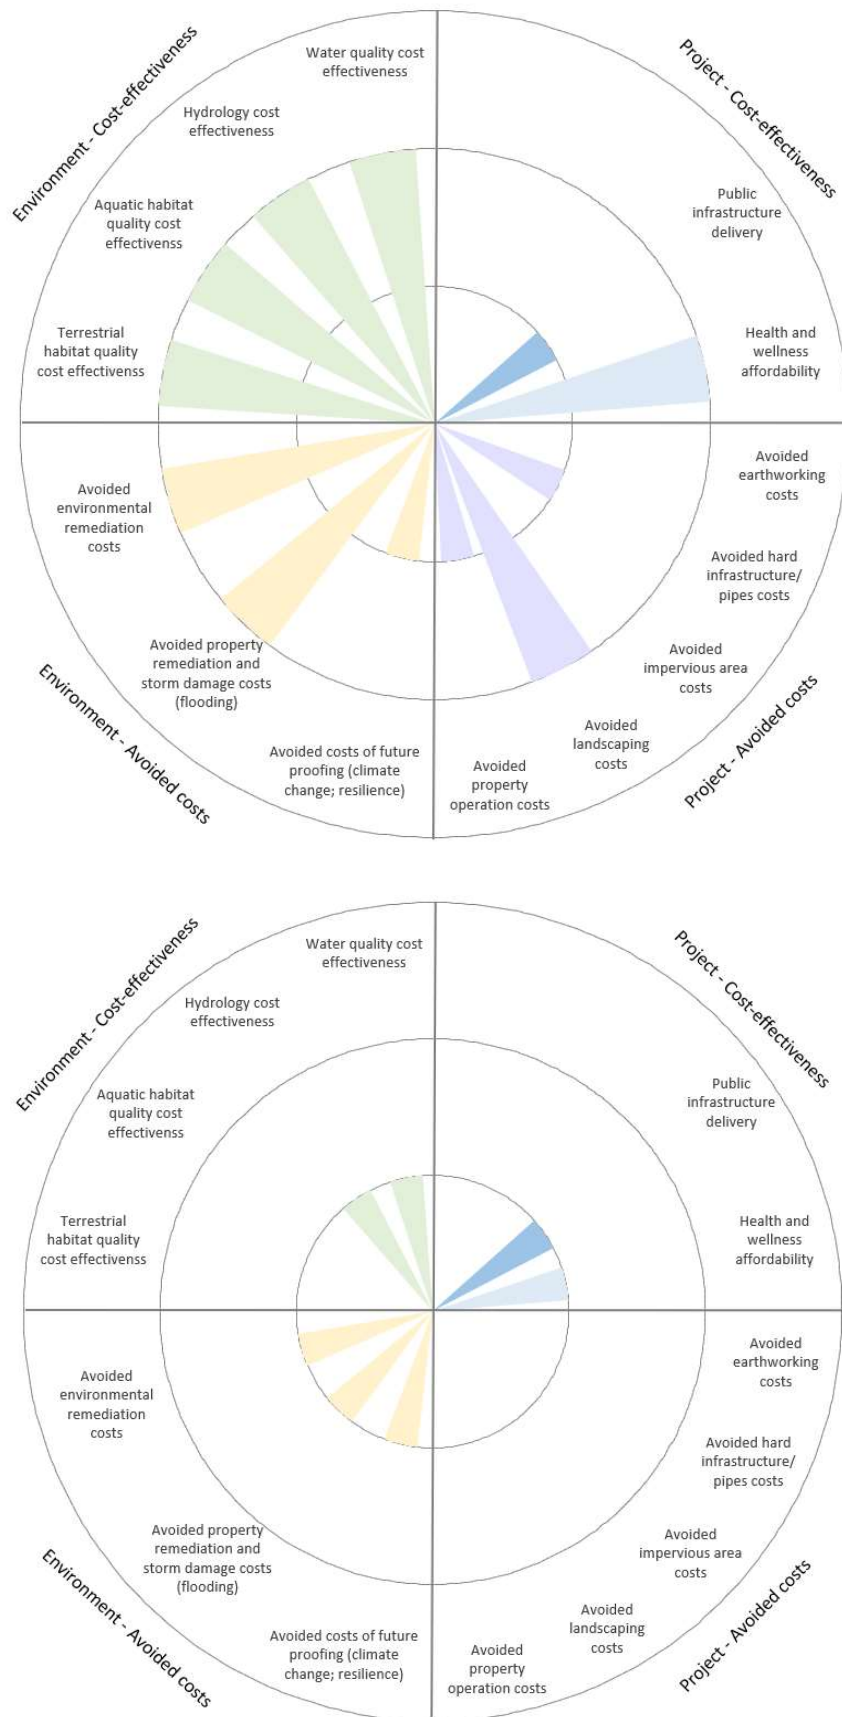 Environment - Cost-effectiveness
Project - Cost-effectiveness
Water quality cost
effectiveness
Hydrology cost
effectiveness
Aquatic habitat
quality cost
effectivenss
Terrestrial
habitat quality
cost effectivenss
Public
infrastructure
delivery
Health and
wellness
affordability
Avoided
environmental
remediation
costs
Avoided property
remediation and
storm damage costs
(flooding)
Avoided costs of future
proofing (climate
change; resilience)
Avoided
earthworking
costs
Avoided hard
infrastructure/
pipes costs
Avoided
impervious area
costs
Avoided
landscaping
costs
Avoided
property
operation costs
Environment - Avoided costs
Project - Avoided costs
Environment - Cost-effectiveness
Project - Cost-effectiveness
Water quality cost
effectiveness
Hydrology cost
effectiveness
Aquatic habitat
quality cost
effectivenss
Terrestrial
habitat quality
cost effectivenss
Public
infrastructure
delivery
Health and
wellness
affordability
Avoided
environmental
remediation
costs
Avoided property
remediation and
storm damage costs
(flooding)
Avoided costs of future
proofing (climate
change; resilience)
Avoided
earthworking
costs
Avoided hard
infrastructure/
pipes costs
Avoided
impervious area
costs
Avoided
landscaping
costs
Avoided
property
operation costs
Environment - Avoided costs
Project - Avoided costs